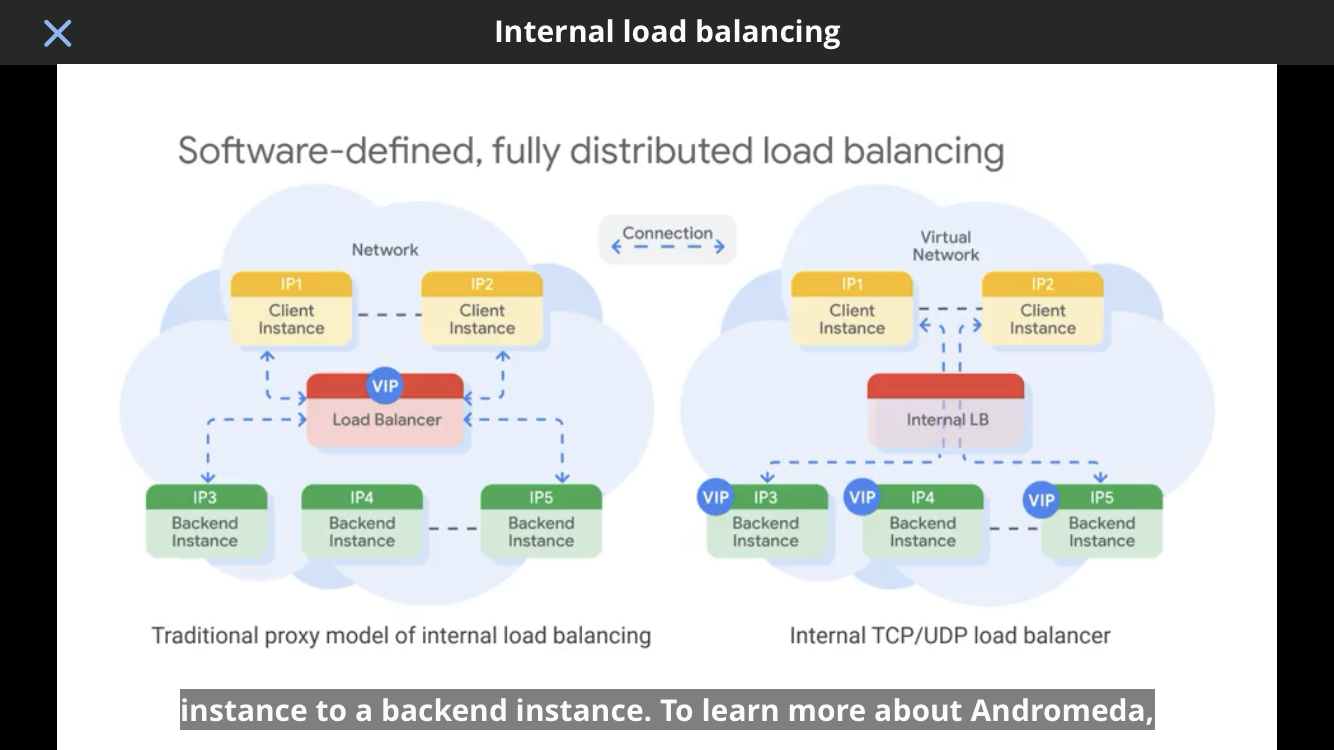 Internal load balancing
Software-defined, fully distributed load balancing
Network
IP1
Client
Instance
IP2
Client
Instance
VIP
Load Balancer
IP3
Backend
Instance
IP4
Backend
Instance
IP5
Backend
Instance
Traditional proxy model of internal load balancing
Connection
Virtual
Network
IP1
Client
Instance
IP2
Client
Instance
Internal LB
VIP
IP3
Backend
Instance
VIP
IP4
Backend
Instance
VIP
IP5
Backend
Instance
Internal TCP/UDP load balancer
instance to a backend instance. To learn more about Andromeda,